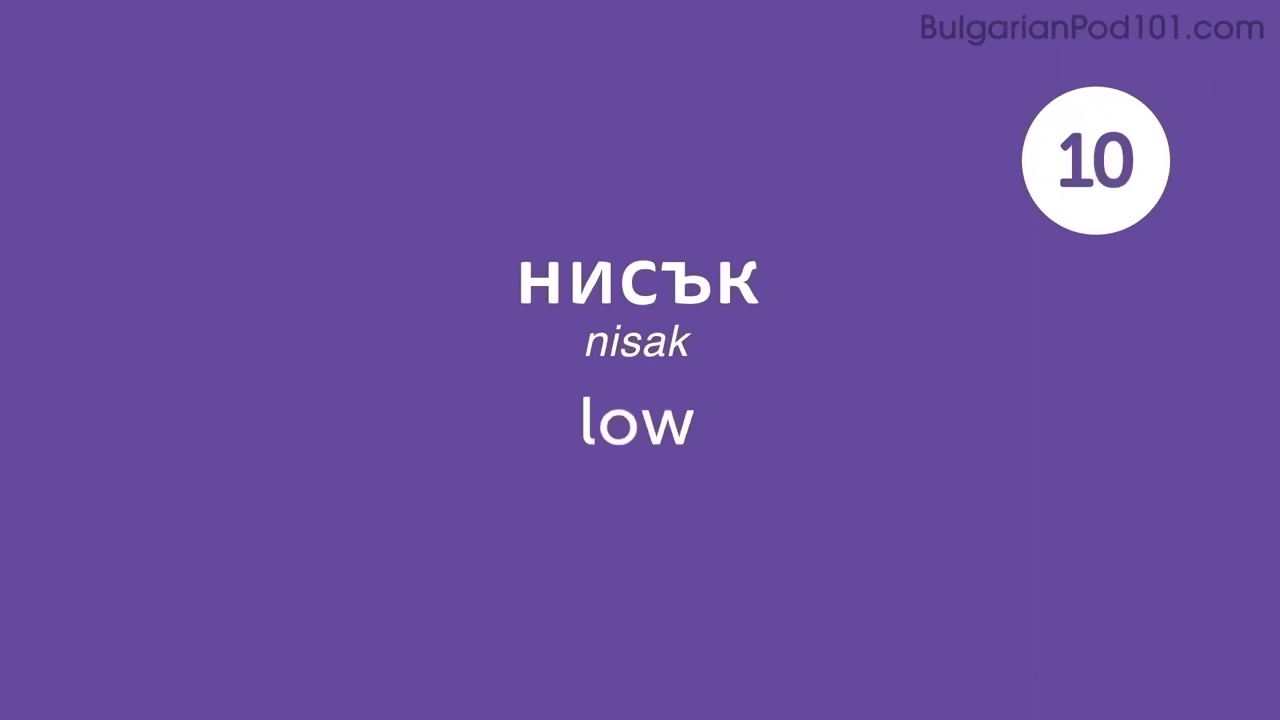 BulgarianPod101.com
10
нисък
nisak
low